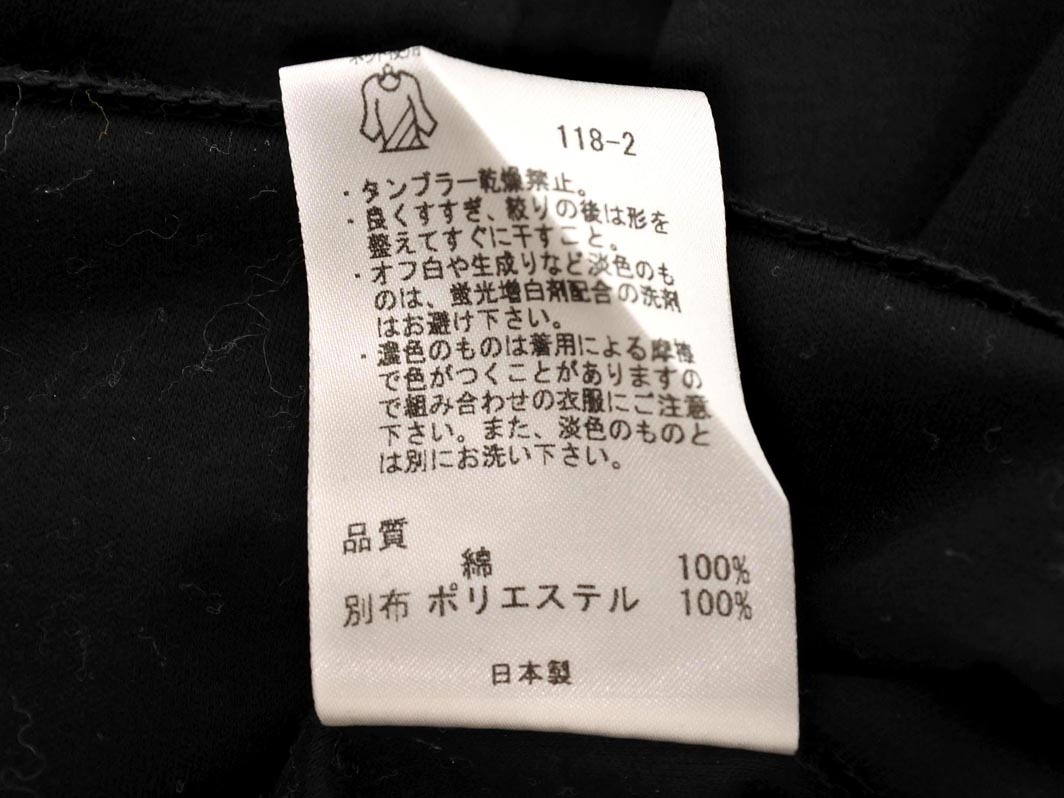 ネット使用
118-2
・タンブラー乾燥禁止。
・良くすすぎ、絞りの後は形を
整えてすぐに干すこと。
・オフ白や生成りなど淡色のも
のは、蛍光増白剤配合の洗剤
はお避け下さい。
・濃色のものは着用による摩擦
で色がつくことがありますの
で組み合わせの衣服にご注意
下さい。また、淡色のものと
は別にお洗い下さい。
品質
綿 100%
別布 ポリエステル 100%
日本製